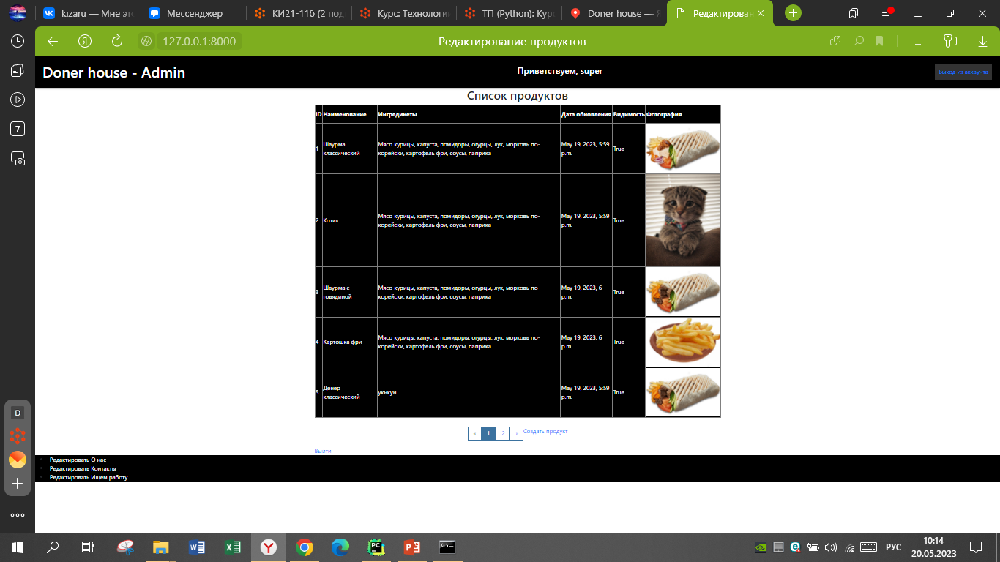 kizaru — Мне это
Мессенджер
КИ21-11б (2 под
Курс: Технологи
ТП (Python): Кур
Doner house — Я
Редактирован
127.0.0.1:8000
Редактирование продуктов
Doner house - Admin
Приветствуем, super
Выход из аккаунта
Список продуктов
ID Наименование Ингрединеты Дата обновления Видимость Фотография
1 Шаурма классический Мясо курицы, капуста, помидоры, огурцы, лук, морковь по-корейски, картофель фри, соусы, паприка May 19, 2023, 5:59 p.m. True
2 Котик Мясо курицы, капуста, помидоры, огурцы, лук, морковь по-корейски, картофель фри, соусы, паприка May 19, 2023, 5:59 p.m. True
3 Шаурма с говядиной Мясо курицы, капуста, помидоры, огурцы, лук, морковь по-корейски, картофель фри, соусы, паприка May 19, 2023, 6 p.m. True
4 Картошка фри Мясо курицы, капуста, помидоры, огурцы, лук, морковь по-корейски, картофель фри, соусы, паприка May 19, 2023, 6 p.m. True
5 Денер классический укнкун May 19, 2023, 5:59 p.m. True
« 1 2 » Создать продукт
Выйти
Редактировать О нас
Редактировать Контакты
Редактировать Ищем работу
7
D
РУС
10:14
20.05.2023